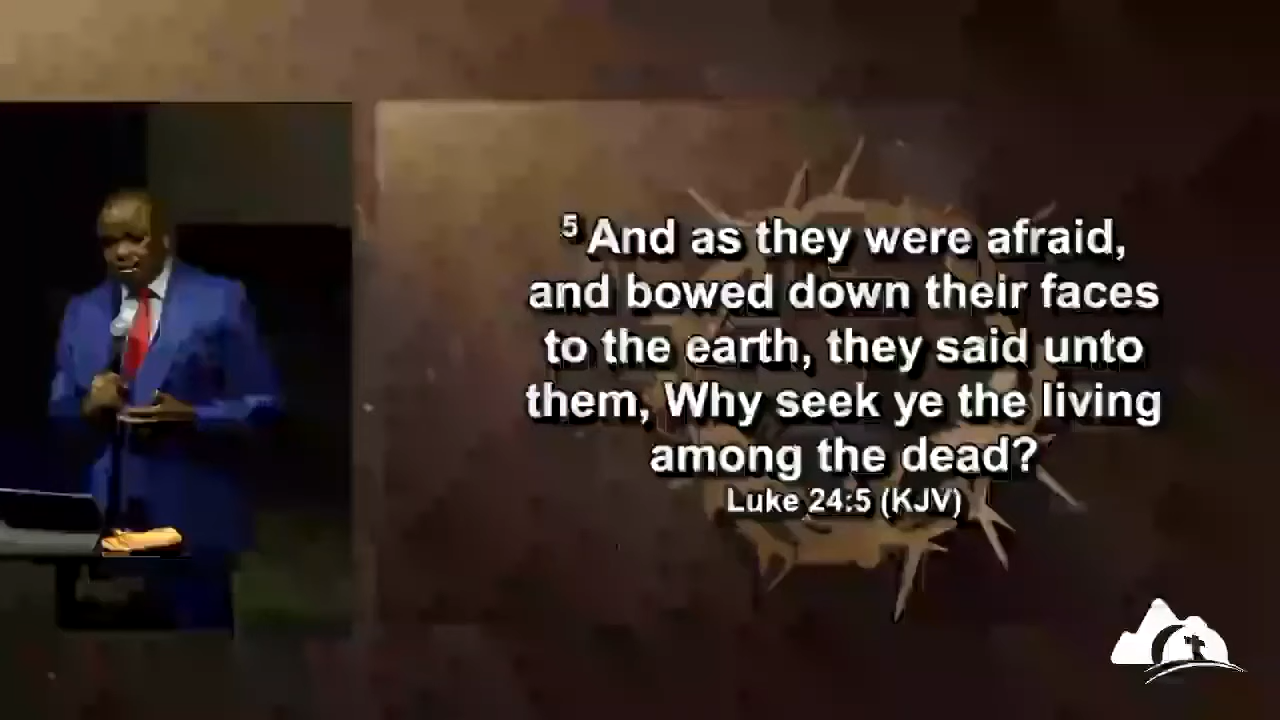 5 And as they were afraid,
and bowed down their faces
to the earth, they said unto
them, Why seek ye the living
among the dead?
Luke 24:5 (KJV)